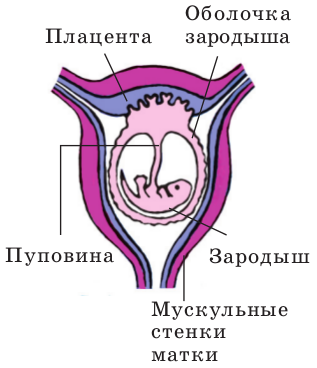 Оболочка
зародыша
Плацента
Пуповина
Зародыш
Мускульные
стенки
матки